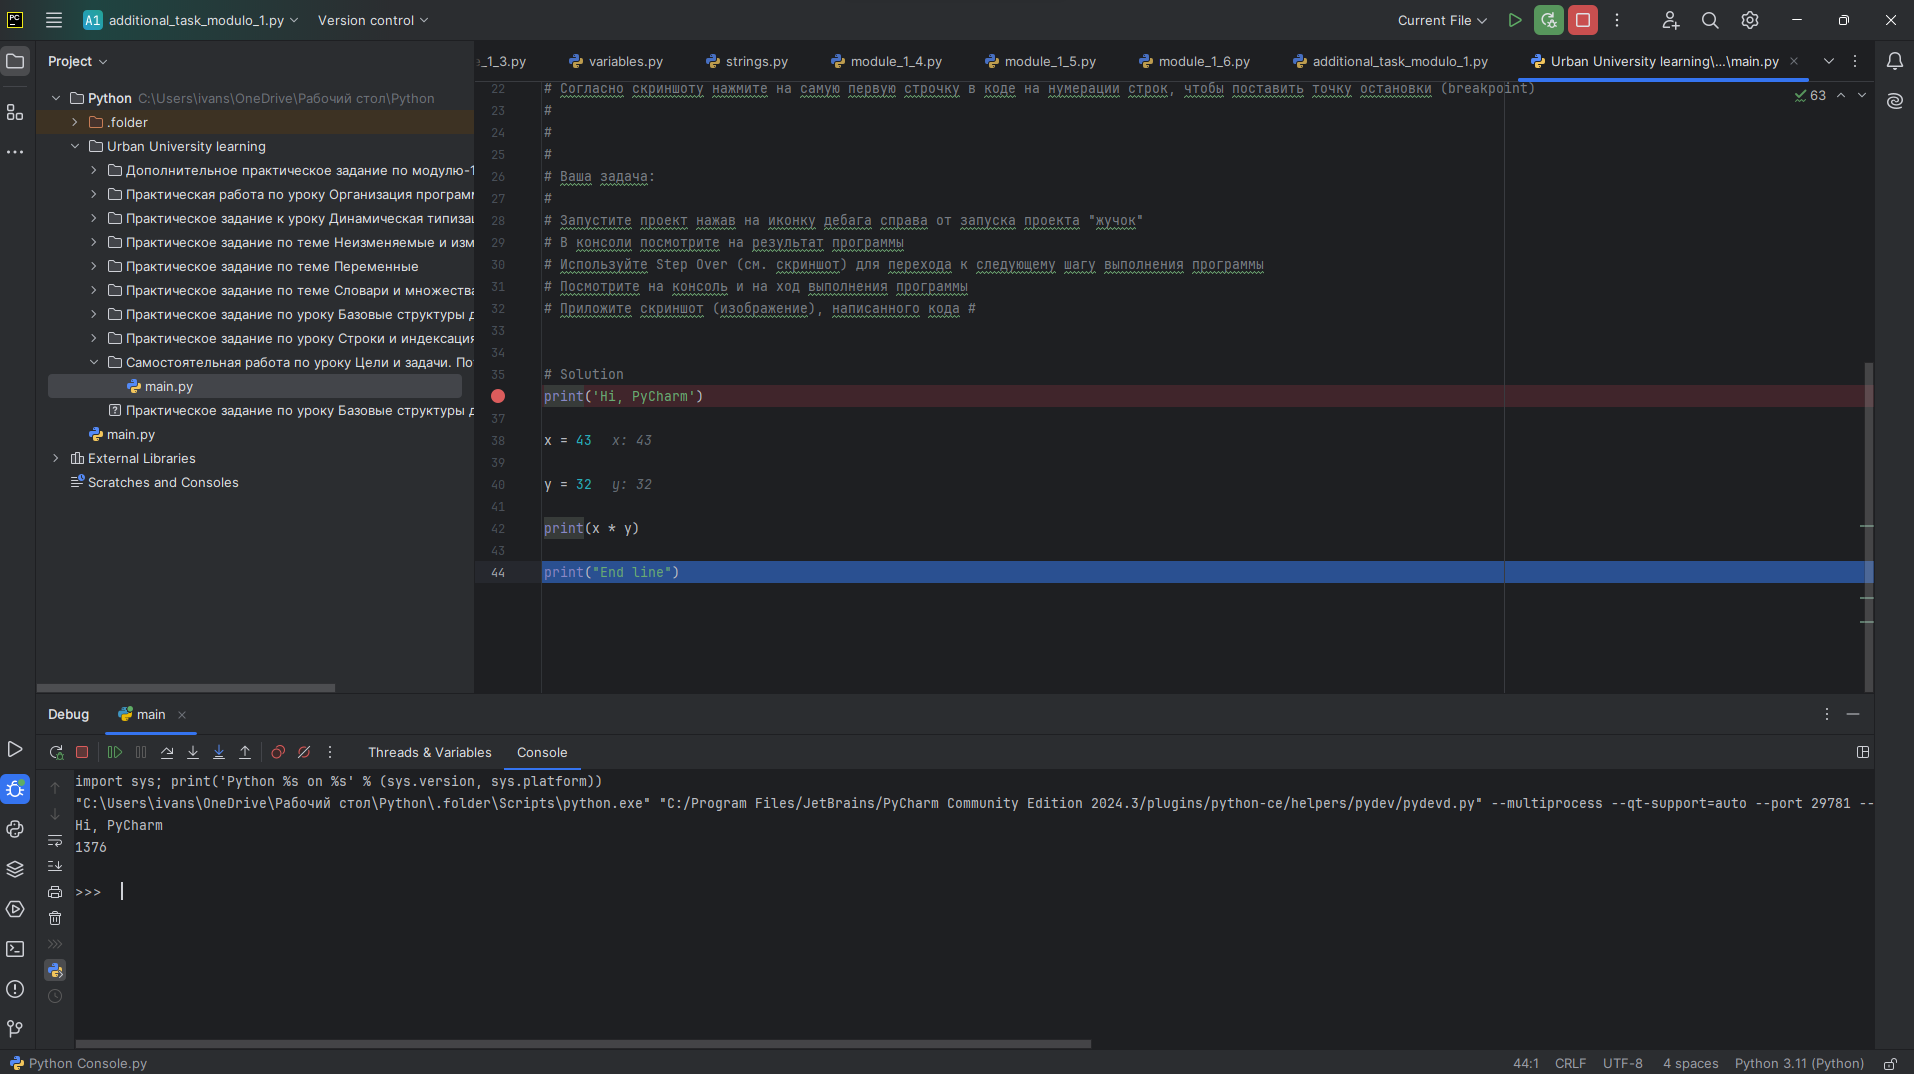 PC
A1 additional_task_modulo_1.py Version control Current File
Project
_1_3.py variables.py strings.py module_1_4.py module_1_5.py module_1_6.py additional_task_modulo_1.py Urban University learning\...\main.py
Python C:\Users\ivans\OneDrive\Рабочий стол\Python
.folder
Urban University learning
Дополнительное практическое задание по модулю-1
Практическая работа по уроку Организация програм
Практическое задание к уроку Динамическая типиза
Практическое задание по теме Неизменяемые и изм
Практическое задание по теме Переменные
Практическое задание по теме Словари и множества
Практическое задание по уроку Базовые структуры д
Практическое задание по уроку Строки и индексация
Самостоятельная работа по уроку Цели и задачи. По
main.py
Практическое задание по уроку Базовые структуры д
main.py
External Libraries
Scratches and Consoles
63
22 # Согласно скриншоту нажмите на самую первую строчку в коде на нумерации строк, чтобы поставить точку остановки (breakpoint)
23 #
24 #
25 #
26 # Ваша задача:
27 #
28 # Запустите проект нажав на иконку дебага справа от запуска проекта "жучок"
29 # В консоли посмотрите на результат программы
30 # Используйте Step Over (см. скриншот) для перехода к следующему шагу выполнения программы
31 # Посмотрите на консоль и на ход выполнения программы
32 # Приложите скриншот (изображение), написанного кода #
33
34
35 # Solution
print('Hi, PyCharm')
37
38 x = 43 x: 43
39
40 y = 32 y: 32
41
42 print(x * y)
43
44 print("End line")
Debug main
Threads & Variables Console
import sys; print('Python %s on %s' % (sys.version, sys.platform))
"C:\Users\ivans\OneDrive\Рабочий стол\Python\.folder\Scripts\python.exe" "C:/Program Files/JetBrains/PyCharm Community Edition 2024.3/plugins/python-ce/helpers/pydev/pydevd.py" --multiprocess --qt-support=auto --port 29781 --
Hi, PyCharm
1376
>>>
Python Console.py 44:1 CRLF UTF-8 4 spaces Python 3.11 (Python)